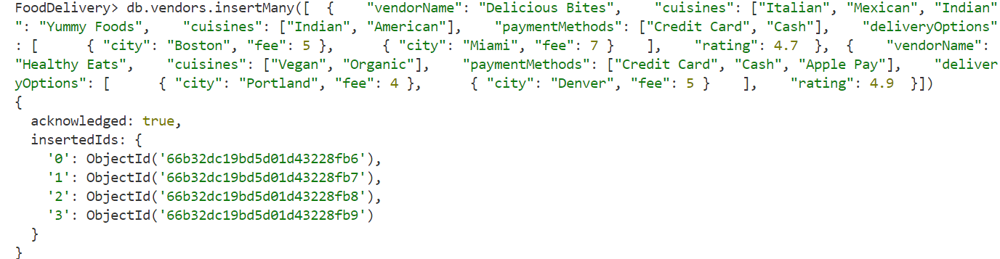 FoodDelivery> db.vendors.insertMany([  {    "vendorName": "Delicious Bites",    "cuisines": ["Italian", "Mexican", "Indian
": "Yummy Foods",    "cuisines": ["Indian", "American"],    "paymentMethods": ["Credit Card", "Cash"],    "deliveryOptions"
: [      { "city": "Boston", "fee": 5 },      { "city": "Miami", "fee": 7 }    ],    "rating": 4.7  },  {    "vendorName":
"Healthy Eats",    "cuisines": ["Vegan", "Organic"],    "paymentMethods": ["Credit Card", "Cash", "Apple Pay"],    "deliver
yOptions": [      { "city": "Portland", "fee": 4 },      { "city": "Denver", "fee": 5 }    ],    "rating": 4.9  }])
{
  acknowledged: true,
  insertedIds: {
    '0': ObjectId('66b32dc19bd5d01d43228fb6'),
    '1': ObjectId('66b32dc19bd5d01d43228fb7'),
    '2': ObjectId('66b32dc19bd5d01d43228fb8'),
    '3': ObjectId('66b32dc19bd5d01d43228fb9')
  }
}